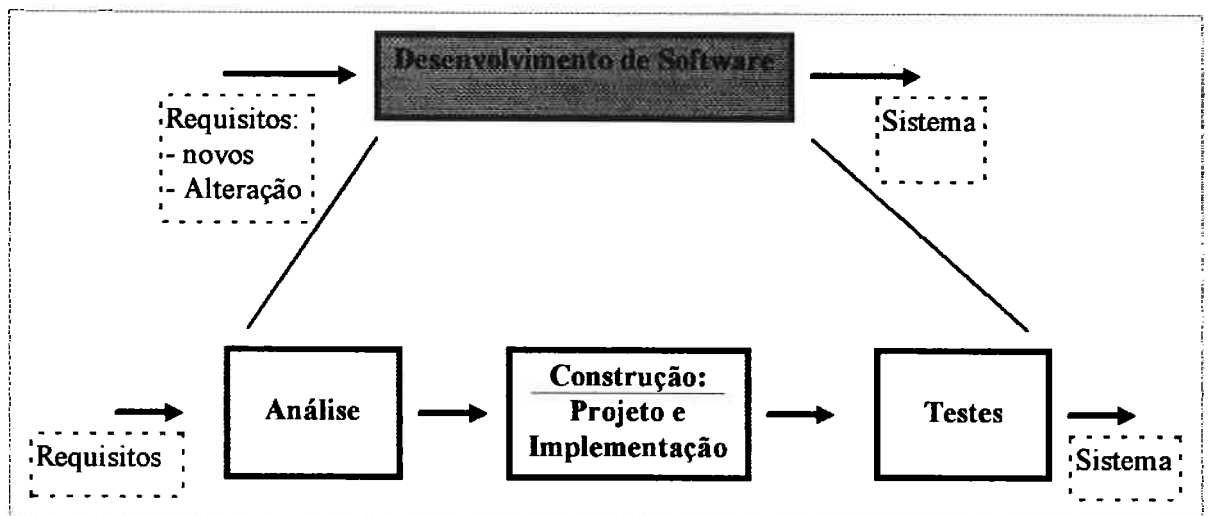 Desenvolvimento de Software
Requisitos:
- novos
- Alteração
Sistema
Análise
Construção:
Projeto e
Implementação
Testes
Requisitos
Sistema